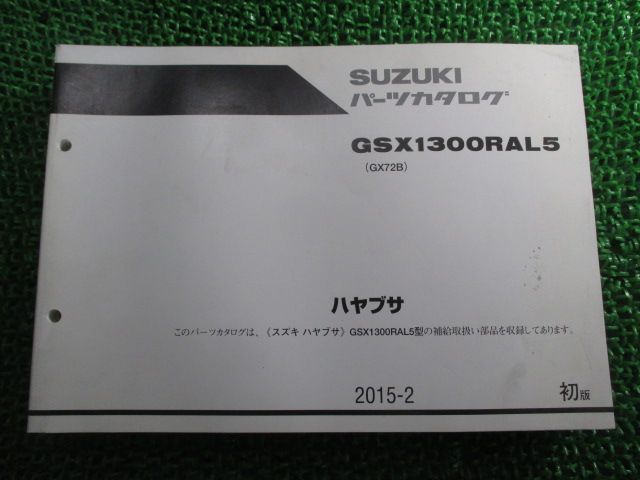 SUZUKI
パーツカタログ
GSX1300RAL5
(GX72B)
ハヤブサ
このパーツカタログは、《スズキ ハヤブサ》GSX1300RAL5型の補給取扱い部品を収録してあります。
2015-2
初版